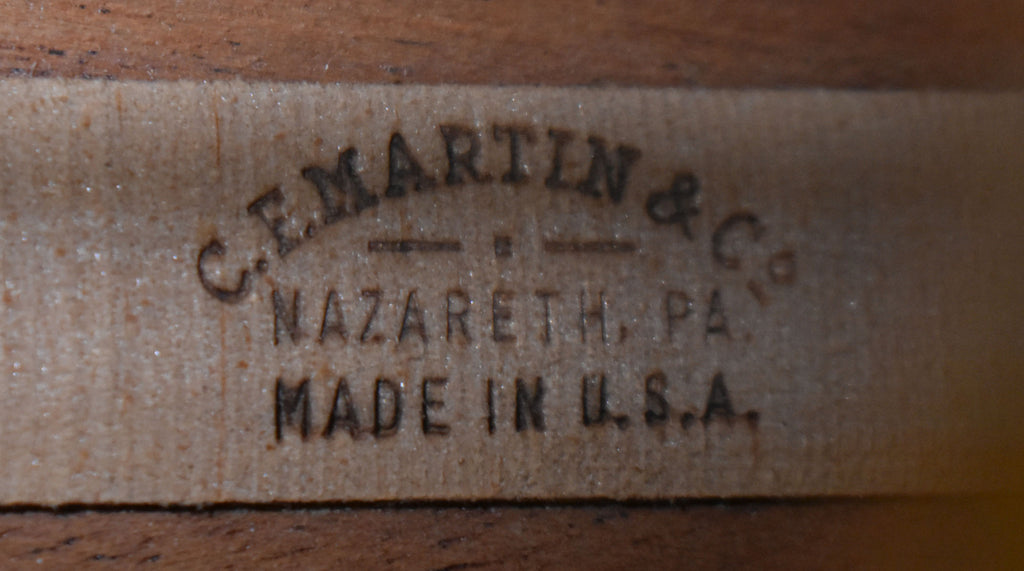 C. F. MARTIN & Co
NAZARETH, PA.
MADE IN U.S.A.